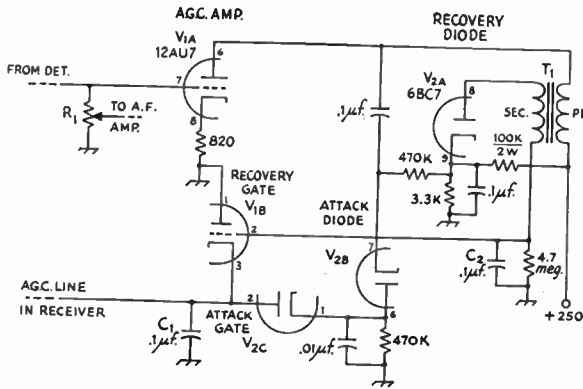 A.G.C. AMP.
V1A
12AU7
RECOVERY
DIODE
FROM DET.
R1
TO A.F.
AMP.
6
7
8
820
.1µf.
V2A
6BC7
8
9
T1
SEC.
PRI
100K
2W
470K
3.3K
.1µf.
RECOVERY
GATE
V1B
1
2
3
ATTACK
DIODE
V2B
7
6
C2
.1µf.
4.7
meg.
+250
A.G.C. LINE
IN RECEIVER
C1
.1µf.
ATTACK
GATE
V2C
2
1
.01µf.
470K